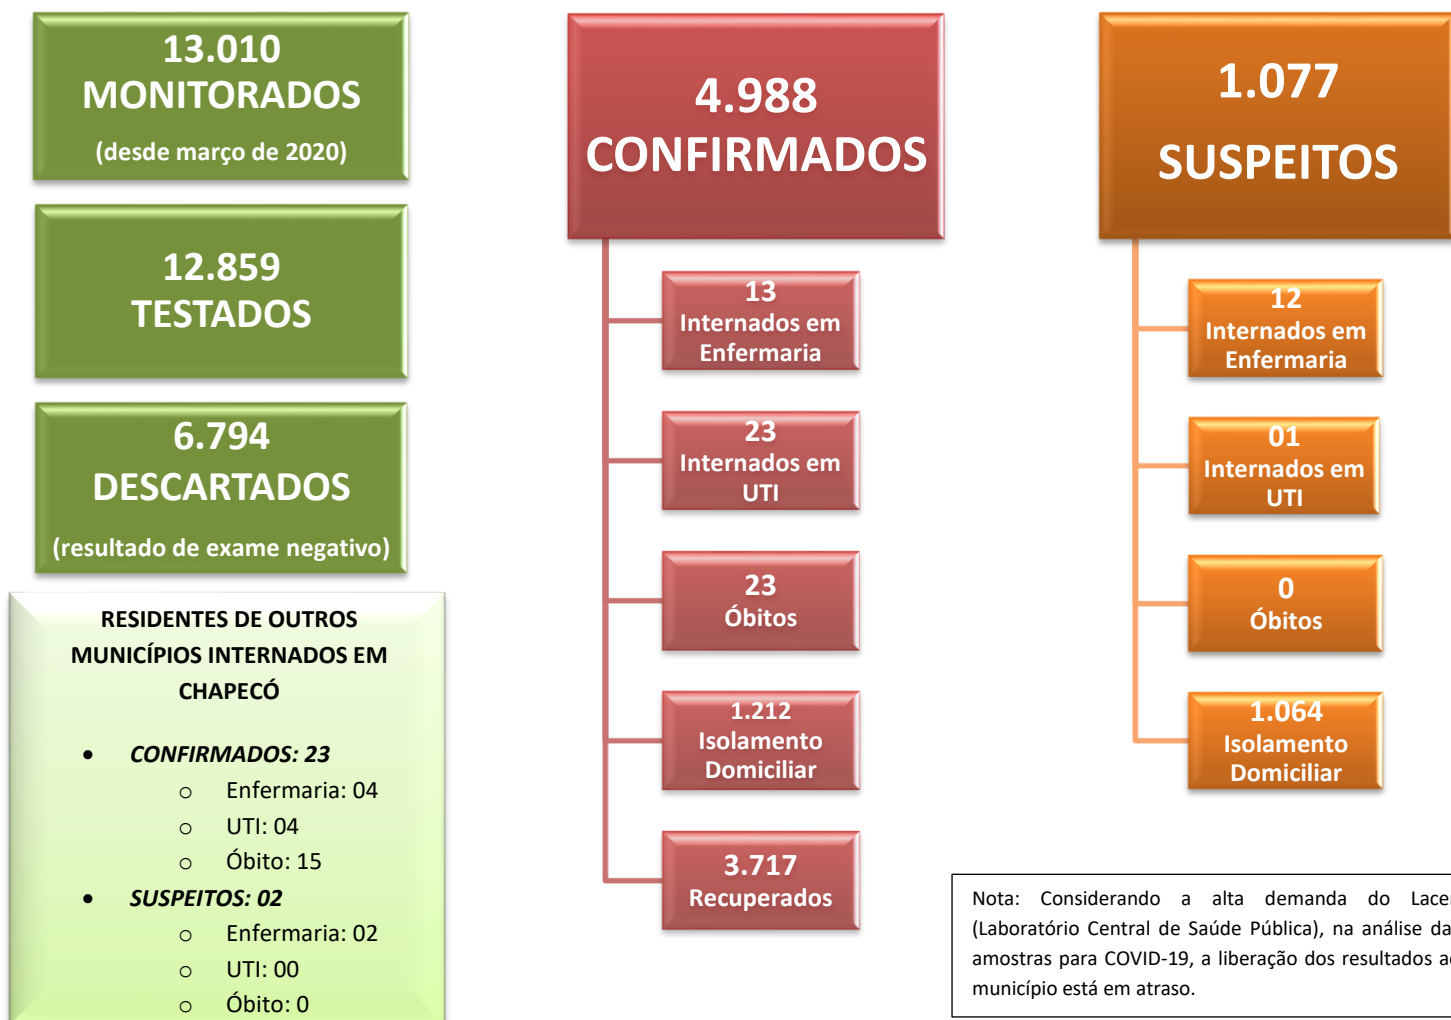 13.010
MONITORADOS
(desde março de 2020)
12.859
TESTADOS
6.794
DESCARTADOS
(resultado de exame negativo)
RESIDENTES DE OUTROS
MUNICÍPIOS INTERNADOS EM
CHAPECÓ
• CONFIRMADOS: 23
o Enfermaria: 04
o UTI: 04
o Óbito: 15
• SUSPEITOS: 02
o Enfermaria: 02
o UTI: 00
o Óbito: 0
4.988
CONFIRMADOS
13
Internados em
Enfermaria
23
Internados em
UTI
23
Óbitos
1.212
Isolamento
Domiciliar
3.717
Recuperados
1.077
SUSPEITOS
12
Internados em
Enfermaria
01
Internados em
UTI
0
Óbitos
1.064
Isolamento
Domiciliar
Nota: Considerando a alta demanda do Lacen
(Laboratório Central de Saúde Pública), na análise da
amostras para COVID-19, a liberação dos resultados a
município está em atraso.